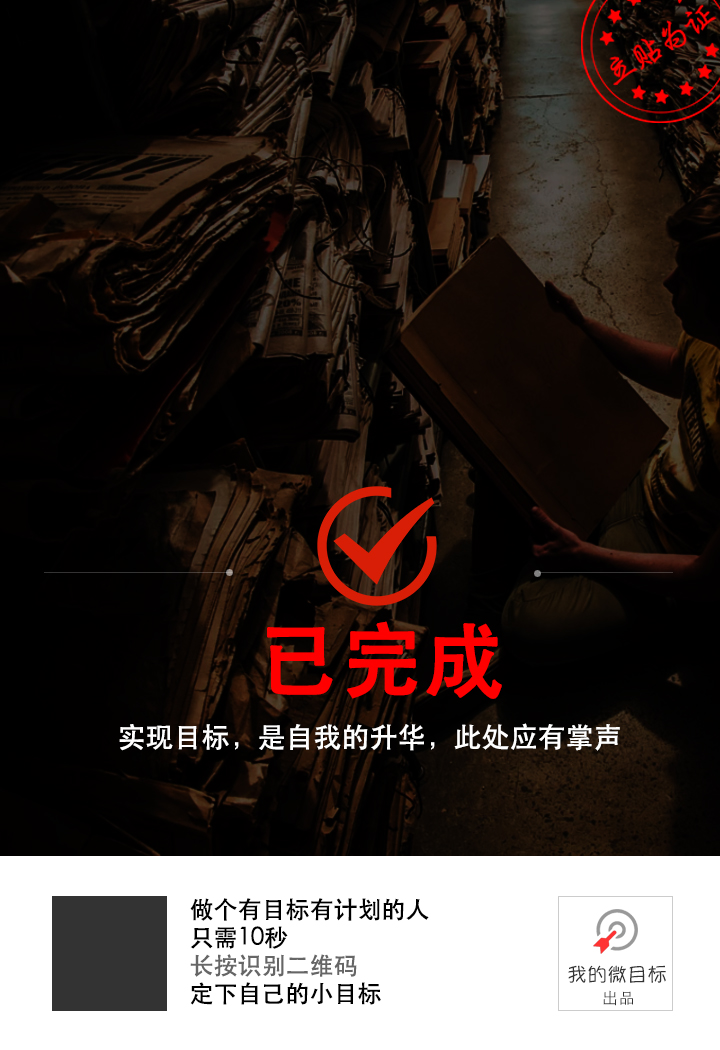 立贴为证
已完成
实现目标，是自我的升华，此处应有掌声
做个有目标有计划的人
只需10秒
长按识别二维码
定下自己的小目标
我的微目标
出品